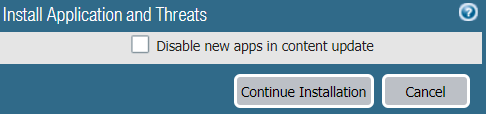 Install Application and Threats
Disable new apps in content update
Continue Installation Cancel